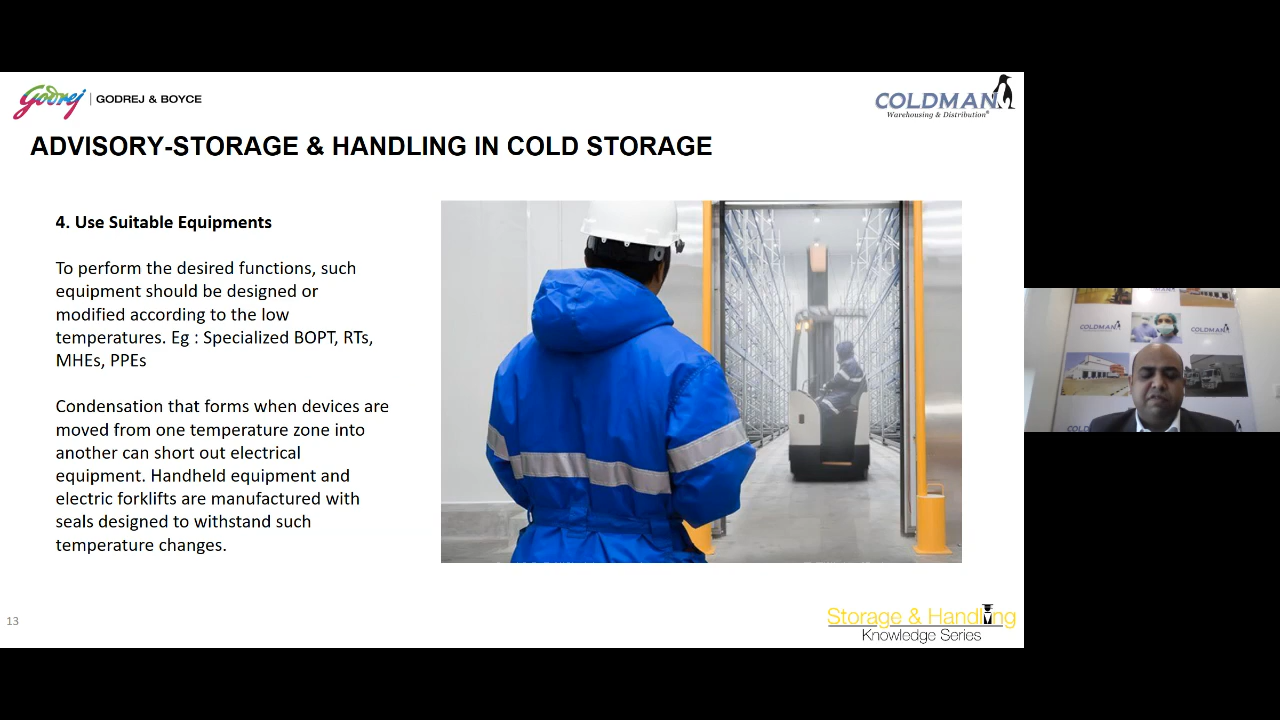 Godrej | GODREJ & BOYCE
COLDMAN
Warehousing & Distribution®
ADVISORY-STORAGE & HANDLING IN COLD STORAGE
4. Use Suitable Equipments
To perform the desired functions, such
equipment should be designed or
modified according to the low
temperatures. Eg : Specialized BOPT, RTs,
MHEs, PPEs
Condensation that forms when devices are
moved from one temperature zone into
another can short out electrical
equipment. Handheld equipment and
electric forklifts are manufactured with
seals designed to withstand such
temperature changes.
COLDMAN
COLDMAN
13
Storage & Handling
Knowledge Series